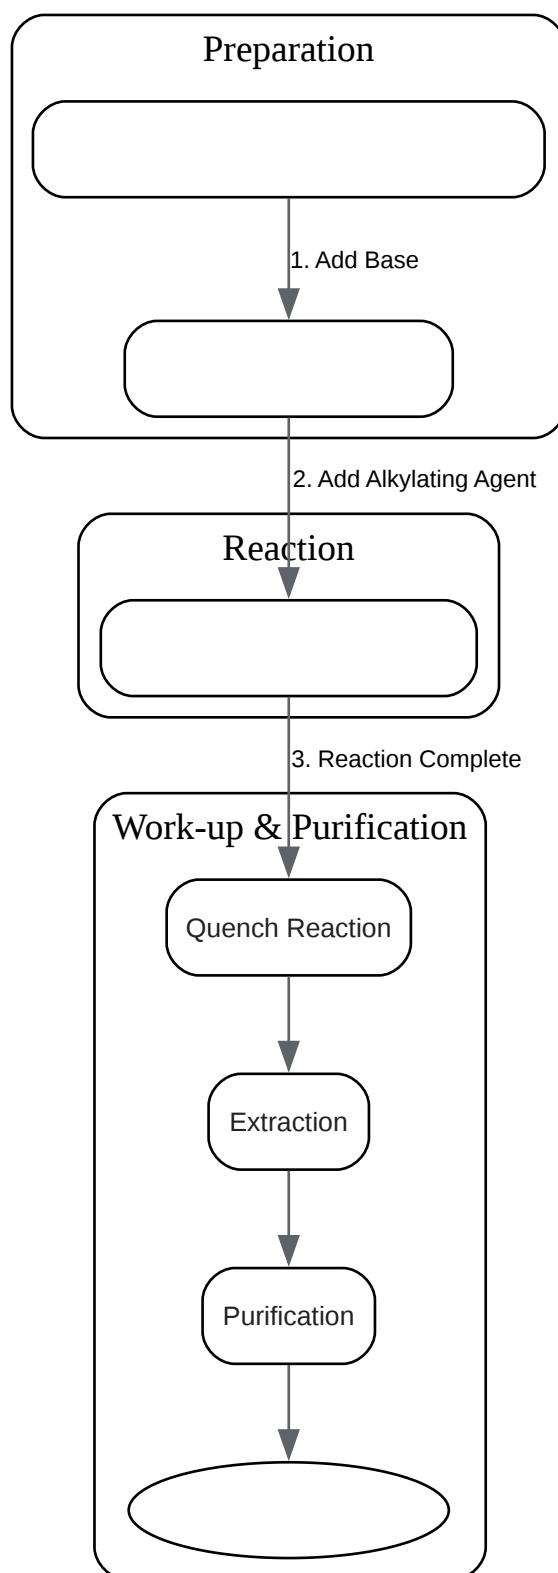 Preparation
1. Add Base
2. Add Alkylating Agent
Reaction
3. Reaction Complete
Work-up & Purification
Quench Reaction
Extraction
Purification